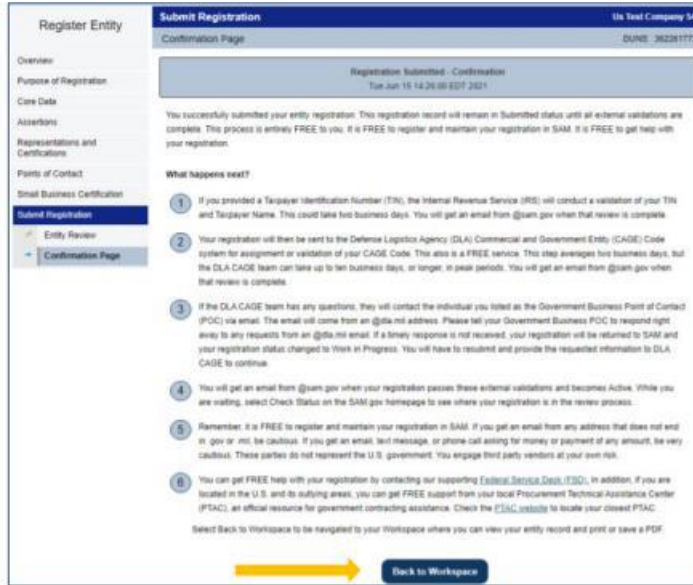 Register Entity
Overview
Purpose of Registration
Core Data
Assertions
Representations and
Certifications
Points of Contact
Small Business Certification
Submit Registration
Entity Review
Confirmation Page
Submit Registration
Us Test Company
Confirmation Page
DUNS
Registration Submitted - Confirmation
Tue Jun 15 14:26:00 EDT 2021
You successfully submitted your entity registration. This registration record will remain in Submitted status until all external validations are
complete. This process is entirely FREE to you. It is FREE to register and maintain your registration in SAM. It is FREE to get help with
your registration.
What happens next?
1 If you provided a Taxpayer Identification Number (TIN), the Internal Revenue Service (IRS) will conduct a validation of your TIN
and Taxpayer Name. This could take two business days. You will get an email from @sam.gov when that review is complete.
2 Your registration will then be sent to the Defense Logistics Agency (DLA) Commercial and Government Entity (CAGE) Code
system for assignment or validation of your CAGE Code. This also is a FREE service. This step averages two business days, but
the DLA CAGE team can take up to ten business days, or longer, in peak periods. You will get an email from @sam.gov when
that review is complete.
3 If the DLA CAGE team has any questions, they will contact the individual you listed as the Government Business Point of Contact
(POC) via email. The email will come from an @dla.mil address. Please tell your Government Business POC to respond right
away to any requests from an @dla.mil email. If a timely response is not received, your registration will be returned to SAM and
your registration status changed to Work in Progress. You will have to resubmit and provide the requested information to DLA
CAGE to continue.
4 You will get an email from @sam.gov when your registration passes these external validations and becomes Active. While you
are waiting, select Check Status on the SAM.gov homepage to see where your registration is in the review process.
5 Remember, it is FREE to register and maintain your registration in SAM. If you get an email from any address that does not end
in .gov or .mil, be cautious. If you get an email, text message, or phone call asking for money or payment of any amount, be very
cautious. These parties do not represent the U.S. government. You engage third party vendors at your own risk.
6 You can get FREE help with your registration by contacting our supporting Federal Service Desk (FSD). In addition, if you are
located in the U.S. and its outlying areas, you can get FREE support from your local Procurement Technical Assistance Center
(PTAC), an official resource for government contracting assistance. Check the PTAC website to locate your closest PTAC.
Select Back to Workspace to be navigated to your Workspace where you can view your entity record and print or save a PDF.
Back to Workspace